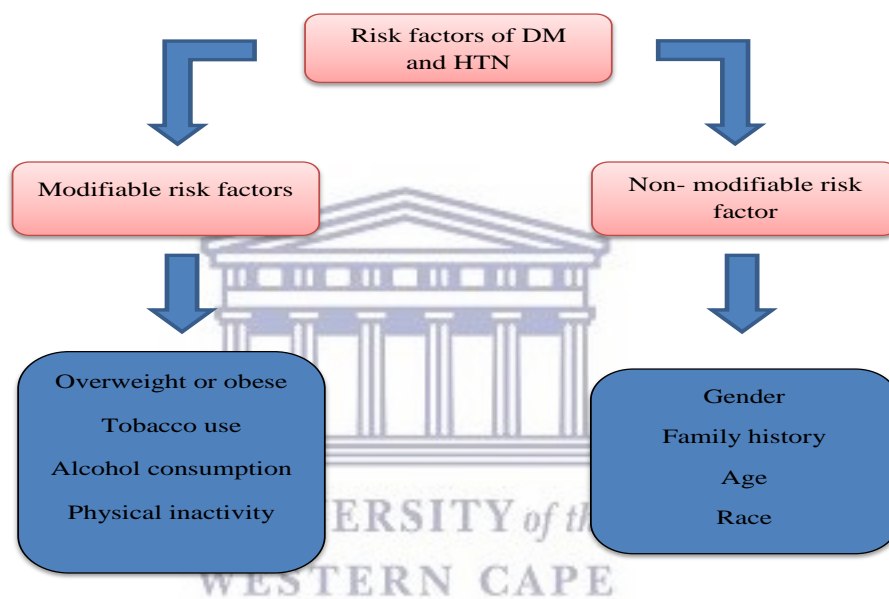 Risk factors of DM
and HTN
Modifiable risk factors
Non- modifiable risk
factor
Overweight or obese
Tobacco use
Alcohol consumption
Physical inactivity
Gender
Family history
Age
Race
ERSITY of th
WESTERN CAPE